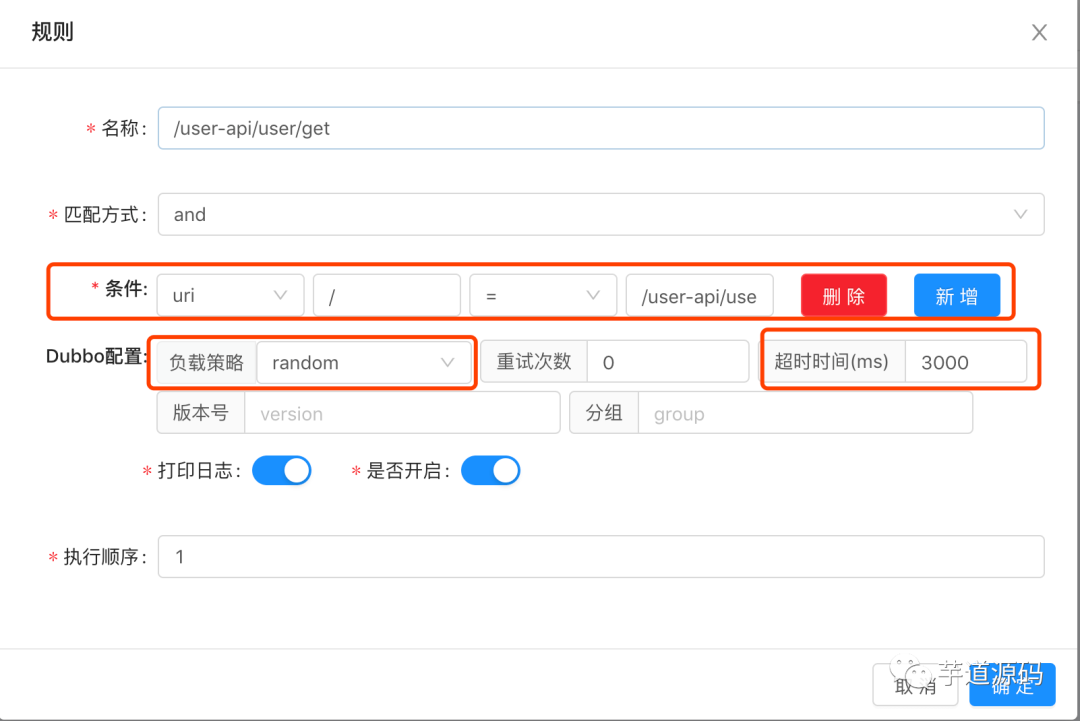 规则
* 名称: /user-api/user/get
* 匹配方式: and
* 条件: uri / = /user-api/use 删 除 新 增
Dubbo配置: 负载策略 random 重试次数 0 超时时间(ms) 3000
版本号 version 分组 group
* 打印日志: * 是否开启:
* 执行顺序: 1
取 消 确 定
芋道源码